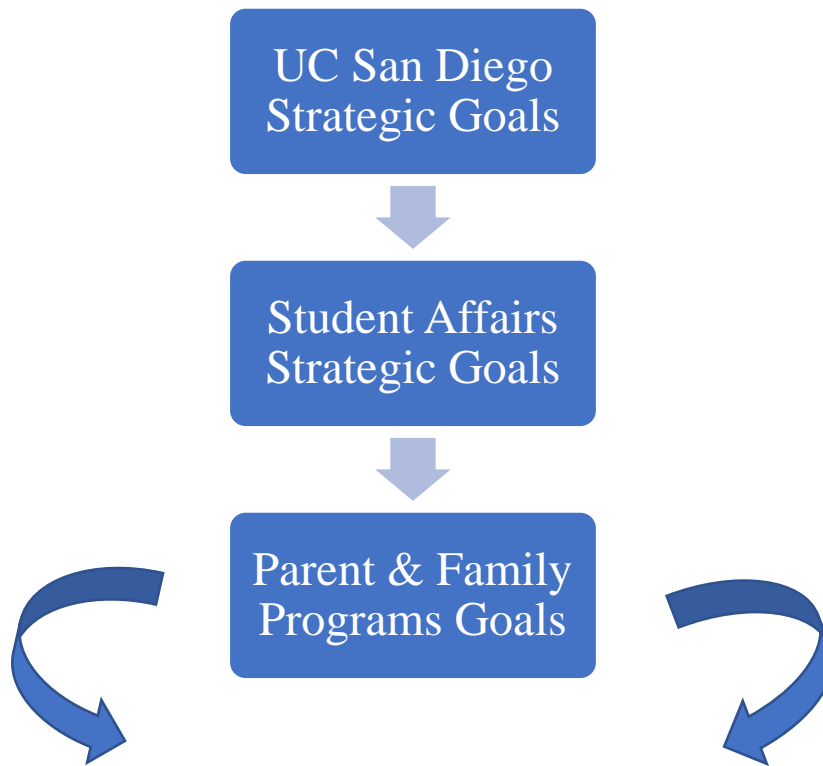 UC San Diego
Strategic Goals
Student Affairs
Strategic Goals
Parent & Family
Programs Goals